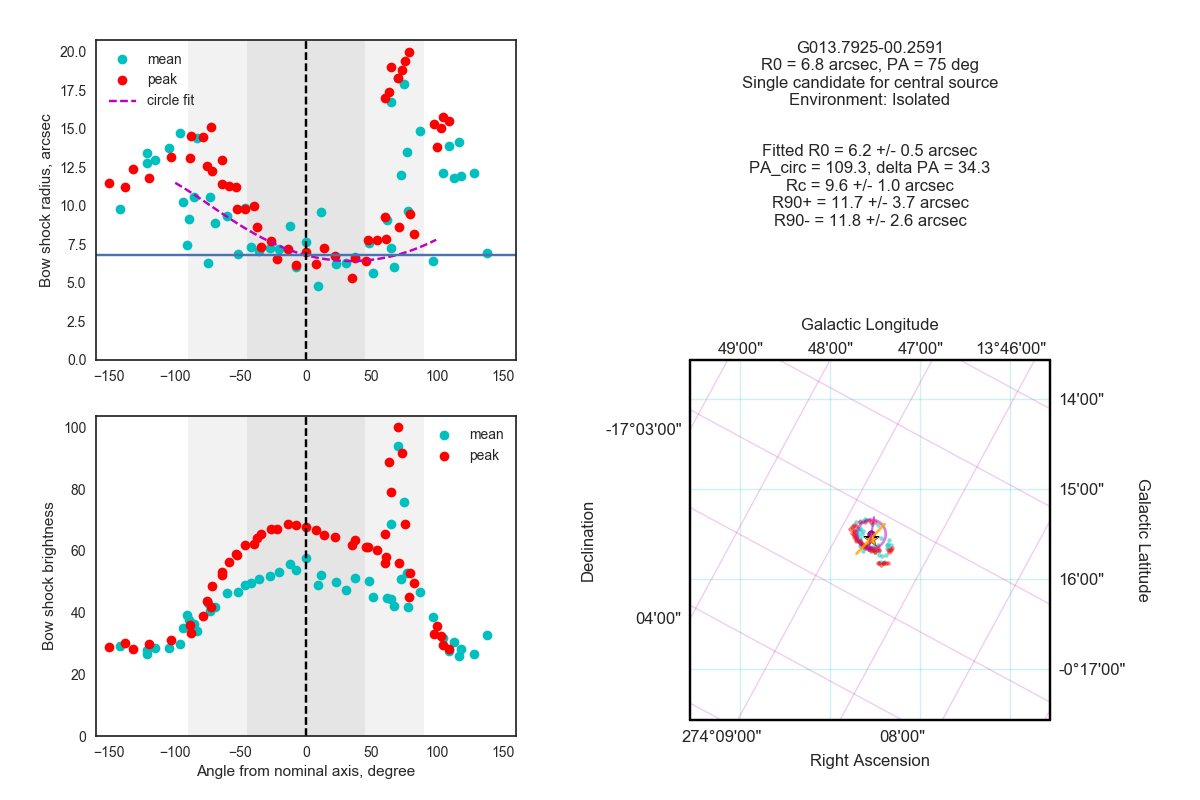 20.0
17.5
15.0
12.5
10.0
7.5
5.0
2.5
0.0
Bow shock radius, arcsec
mean
peak
circle fit
−150 −100 −50 0 50 100 150
100
80
60
40
20
0
Bow shock brightness
mean
peak
−150 −100 −50 0 50 100 150
Angle from nominal axis, degree
G013.7925-00.2591
R0 = 6.8 arcsec, PA = 75 deg
Single candidate for central source
Environment: Isolated
Fitted R0 = 6.2 +/- 0.5 arcsec
PA_circ = 109.3, delta PA = 34.3
Rc = 9.6 +/- 1.0 arcsec
R90+ = 11.7 +/- 3.7 arcsec
R90- = 11.8 +/- 2.6 arcsec
Galactic Longitude
49'00" 48'00" 47'00" 13°46'00"
-17°03'00"
04'00"
Declination
14'00"
15'00"
16'00"
-0°17'00"
Galactic Latitude
274°09'00" 08'00"
Right Ascension